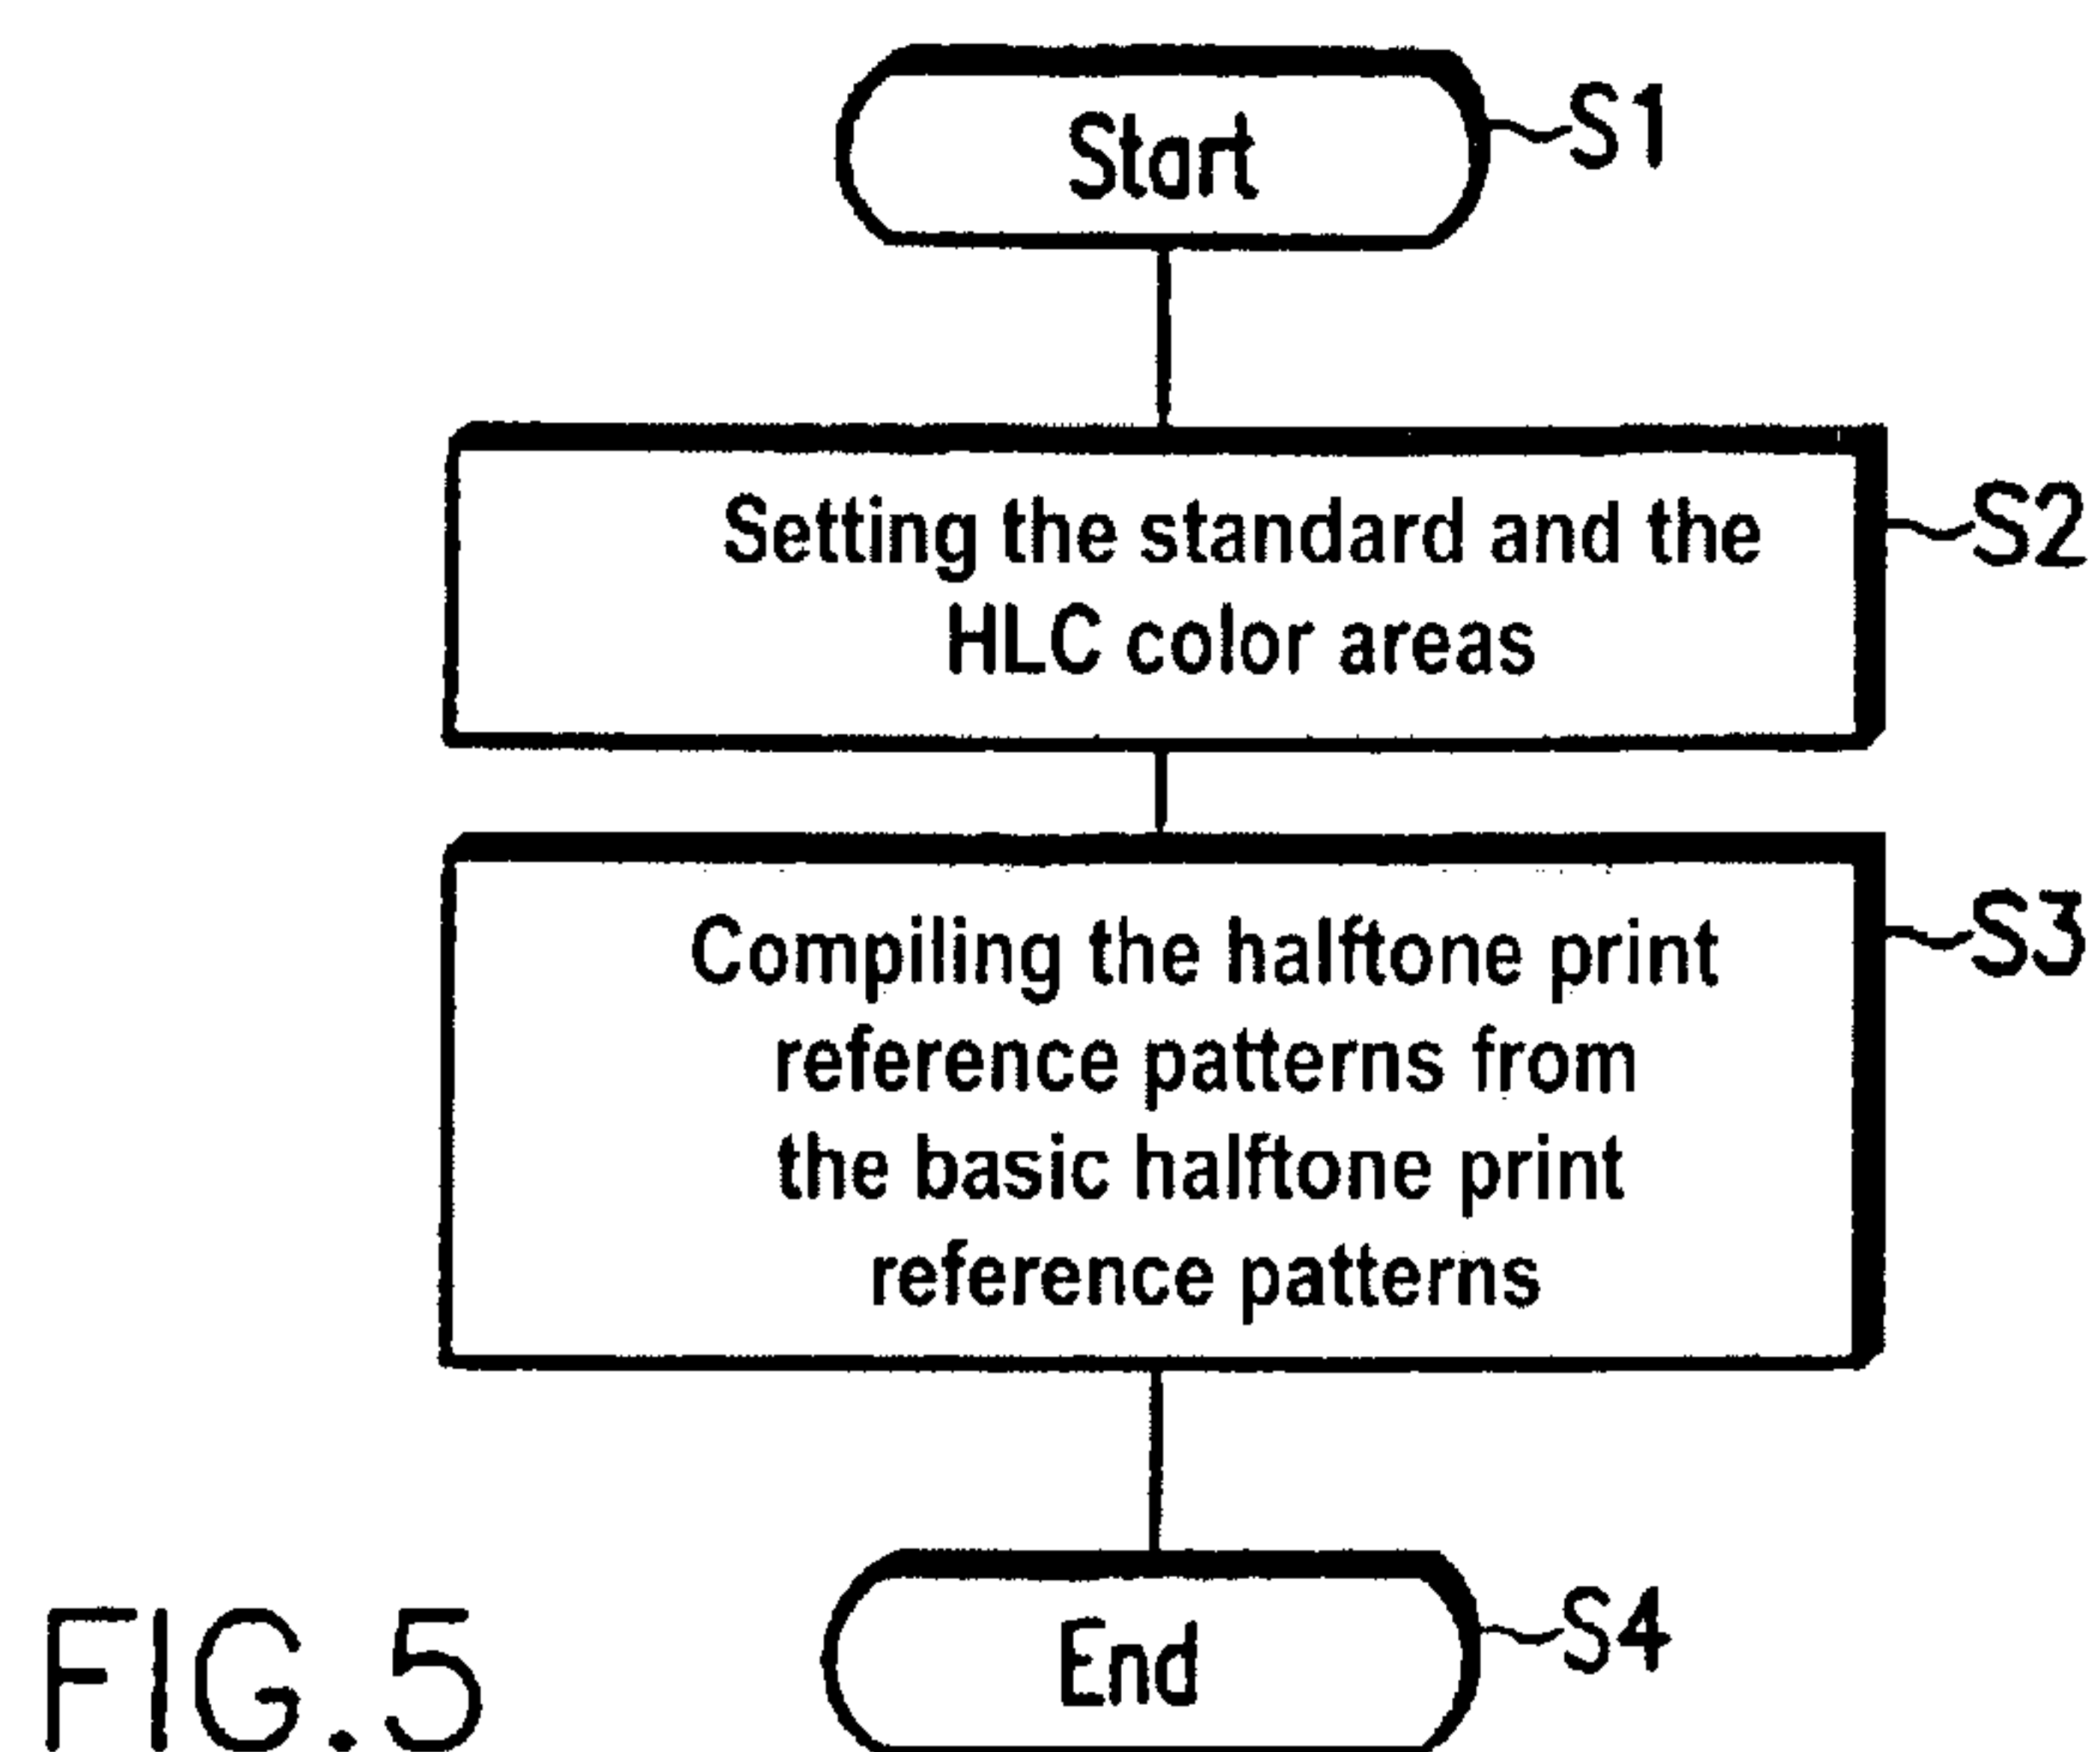 Start
S1
Setting the standard and the
HLC color areas
S2
Compiling the halftone print
reference patterns from
the basic halftone print
reference patterns
S3
End
S4
FIG.5